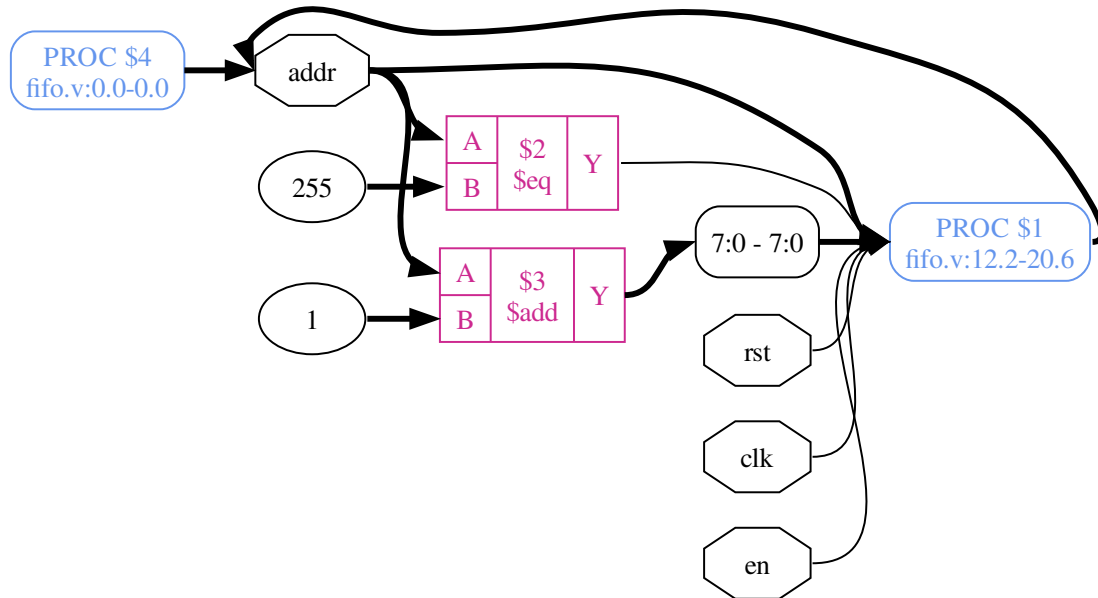 PROC $4
fifo.v:0.0-0.0
addr
255
1
A
B
$2
$eq
Y
A
B
$3
$add
Y
7:0 - 7:0
rst
clk
en
PROC $1
fifo.v:12.2-20.6